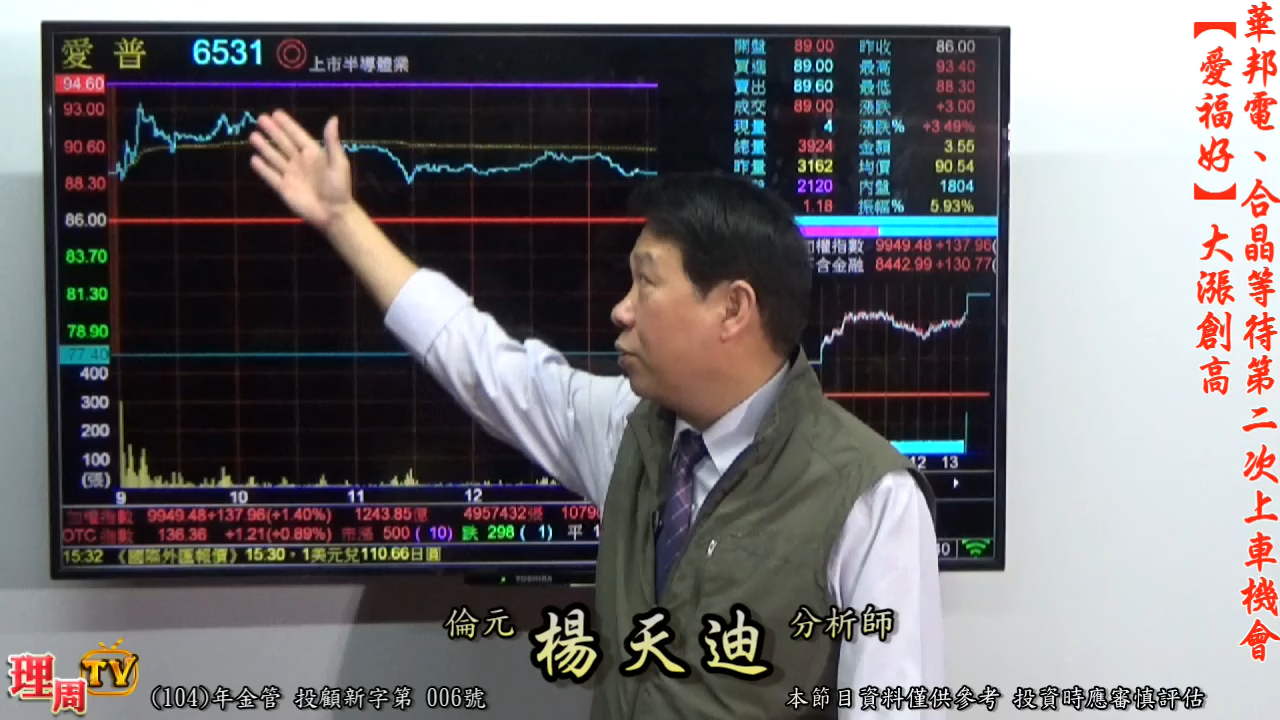 愛普 6531 上市半導體業
94.60
93.00
90.60
88.30
86.00
83.70
81.30
78.90
77.40
400
300
200
100
(張)
9 10 11 12
開盤 89.00 昨收 86.00
買進 89.00 最高 93.40
賣出 89.60 最低 88.30
成交 89.00 漲跌 +3.00
現量 4 漲跌% +3.49%
總量 3924 金額 3.55
昨量 3162 均價 90.54
2120 內盤 1804
1.18 振幅% 5.93%
加權指數 9949.48 +137.96
含金融 8442.99 +130.77
12 13
加權指數 9949.48+137.96(+1.40%) 1243.85億 4957432張
OTC 指數 136.36 +1.21(+0.89%) 市漲 500 ( 10) 跌 298 ( 1) 平
15:32 《國際外匯報價》15.30，1美元兌110.66日圓
TOSHIBA
華邦電、合晶等待第二次上車機會
【愛福好】大漲創高
倫元 楊天迪 分析師
理周TV
(104)年金管 投顧新字第 006號
本節目資料僅供參考 投資時應審慎評估